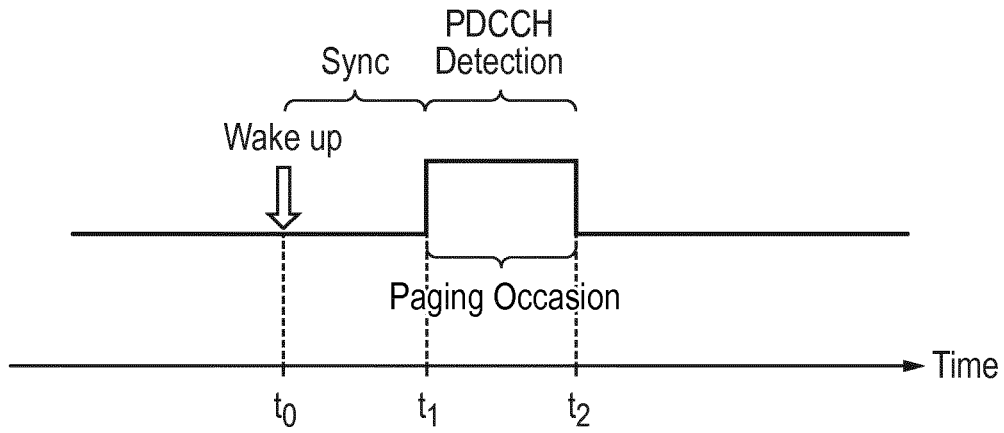 PDCCH
Sync
Detection
Wake up
Paging Occasion
Time
t0
t1
t2